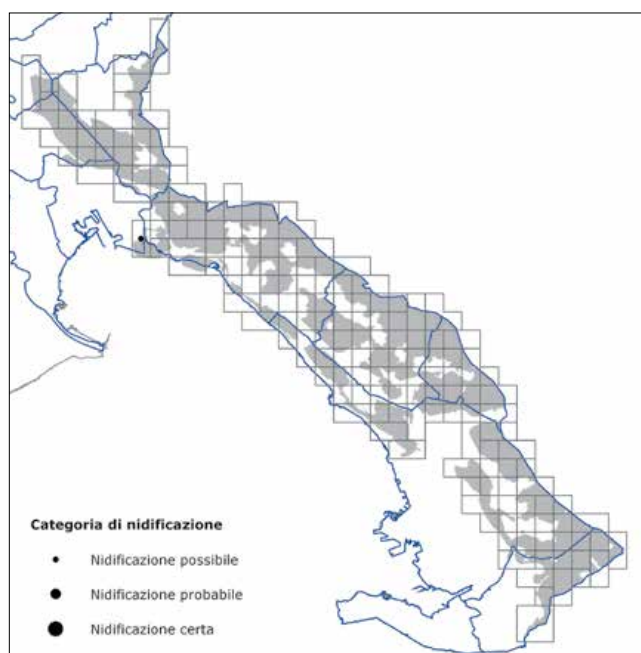 Categoria di nidificazione
Nidificazione possibile
Nidificazione probabile
Nidificazione certa